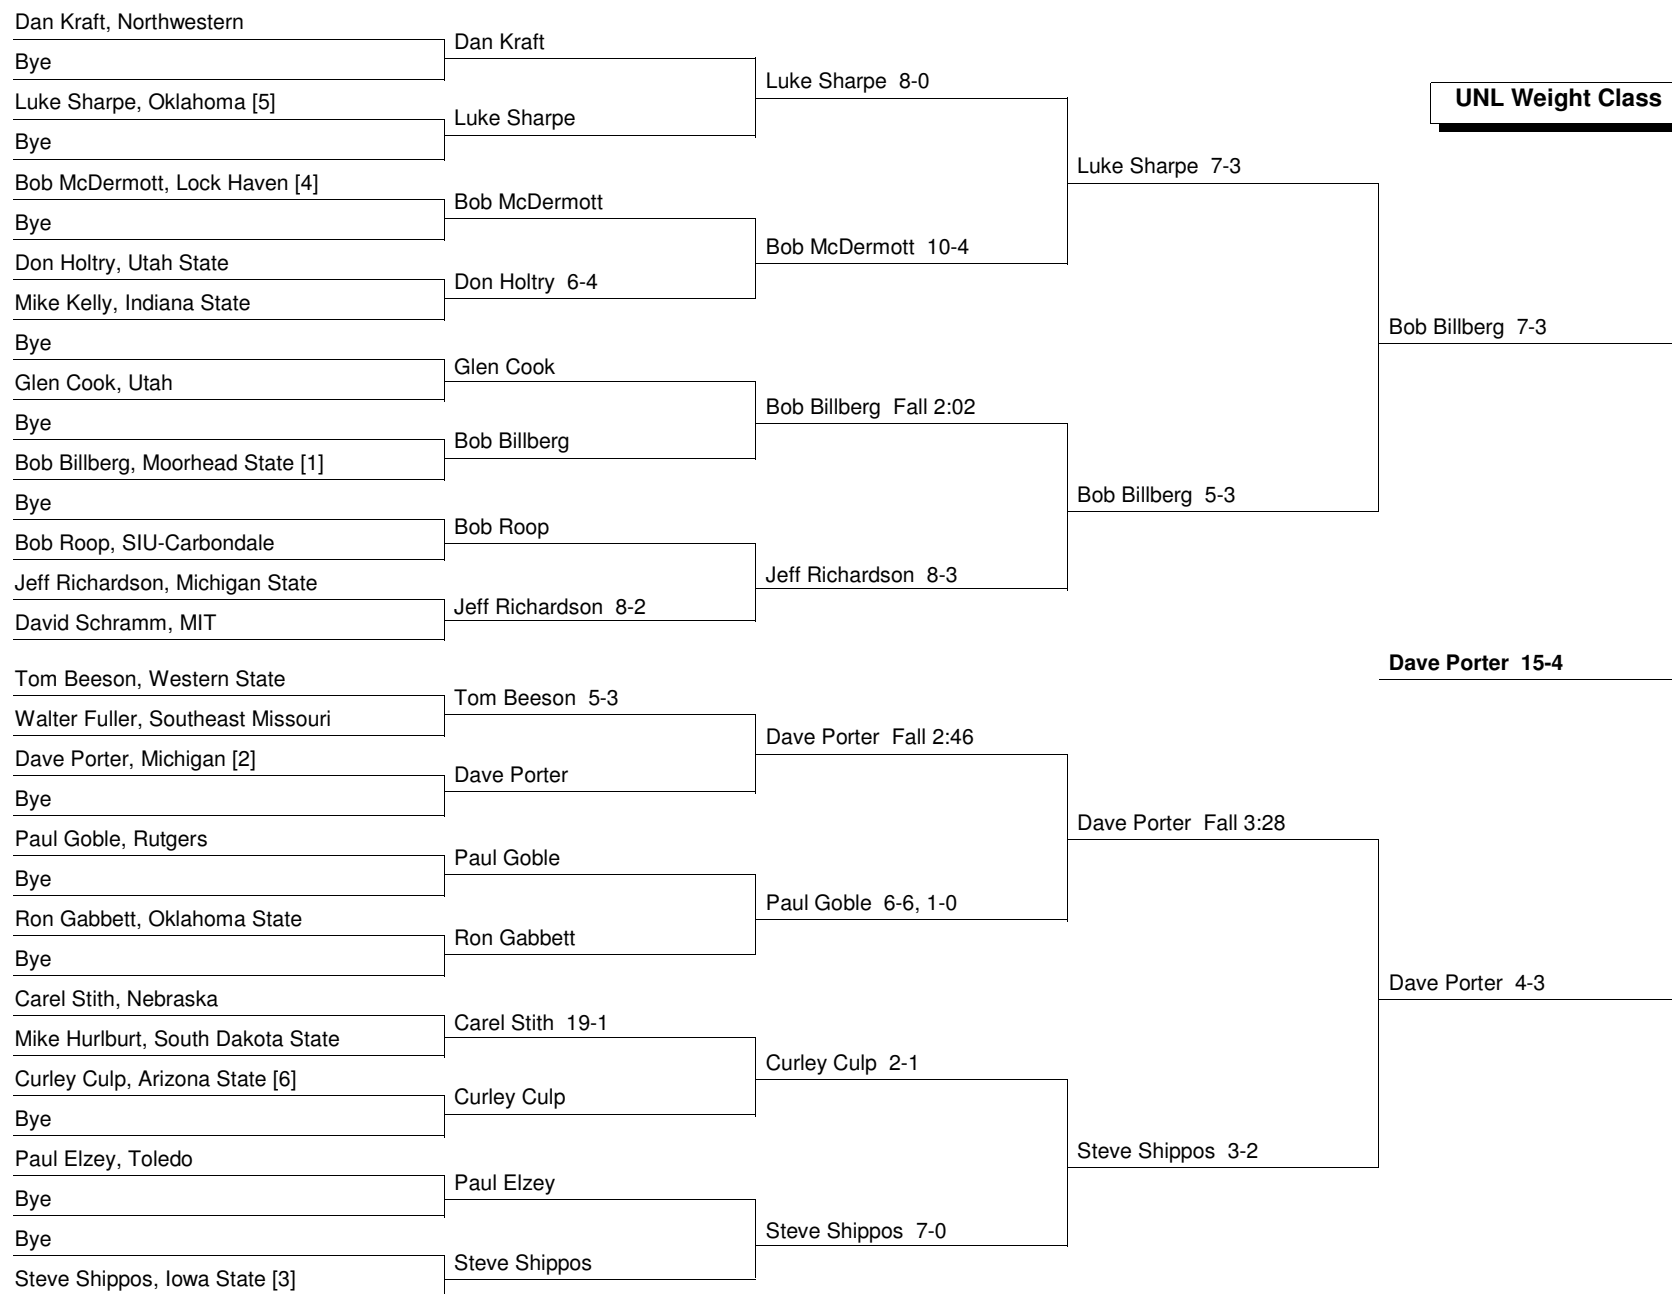 Dan Kraft, Northwestern
Bye
Luke Sharpe, Oklahoma [5]
Bye
Bob McDermott, Lock Haven [4]
Bye
Don Holtry, Utah State
Mike Kelly, Indiana State
Bye
Glen Cook, Utah
Bye
Bob Billberg, Moorhead State [1]
Bye
Bob Roop, SIU-Carbondale
Jeff Richardson, Michigan State
David Schramm, MIT
Tom Beeson, Western State
Walter Fuller, Southeast Missouri
Dave Porter, Michigan [2]
Bye
Paul Goble, Rutgers
Bye
Ron Gabbett, Oklahoma State
Bye
Carel Stith, Nebraska
Mike Hurlburt, South Dakota State
Curley Culp, Arizona State [6]
Bye
Paul Elzey, Toledo
Bye
Bye
Steve Shippos, Iowa State [3]
Dan Kraft
Luke Sharpe
Bob McDermott
Don Holtry 6-4
Glen Cook
Bob Billberg
Bob Roop
Jeff Richardson 8-2
Tom Beeson 5-3
Dave Porter
Paul Goble
Ron Gabbett
Carel Stith 19-1
Curley Culp
Paul Elzey
Steve Shippos
Luke Sharpe 8-0
Bob McDermott 10-4
Bob Billberg Fall 2:02
Jeff Richardson 8-3
Dave Porter Fall 2:46
Paul Goble 6-6, 1-0
Curley Culp 2-1
Steve Shippos 7-0
Luke Sharpe 7-3
Bob Billberg 5-3
Dave Porter Fall 3:28
Steve Shippos 3-2
UNL Weight Class
Bob Billberg 7-3
Dave Porter 15-4
Dave Porter 4-3